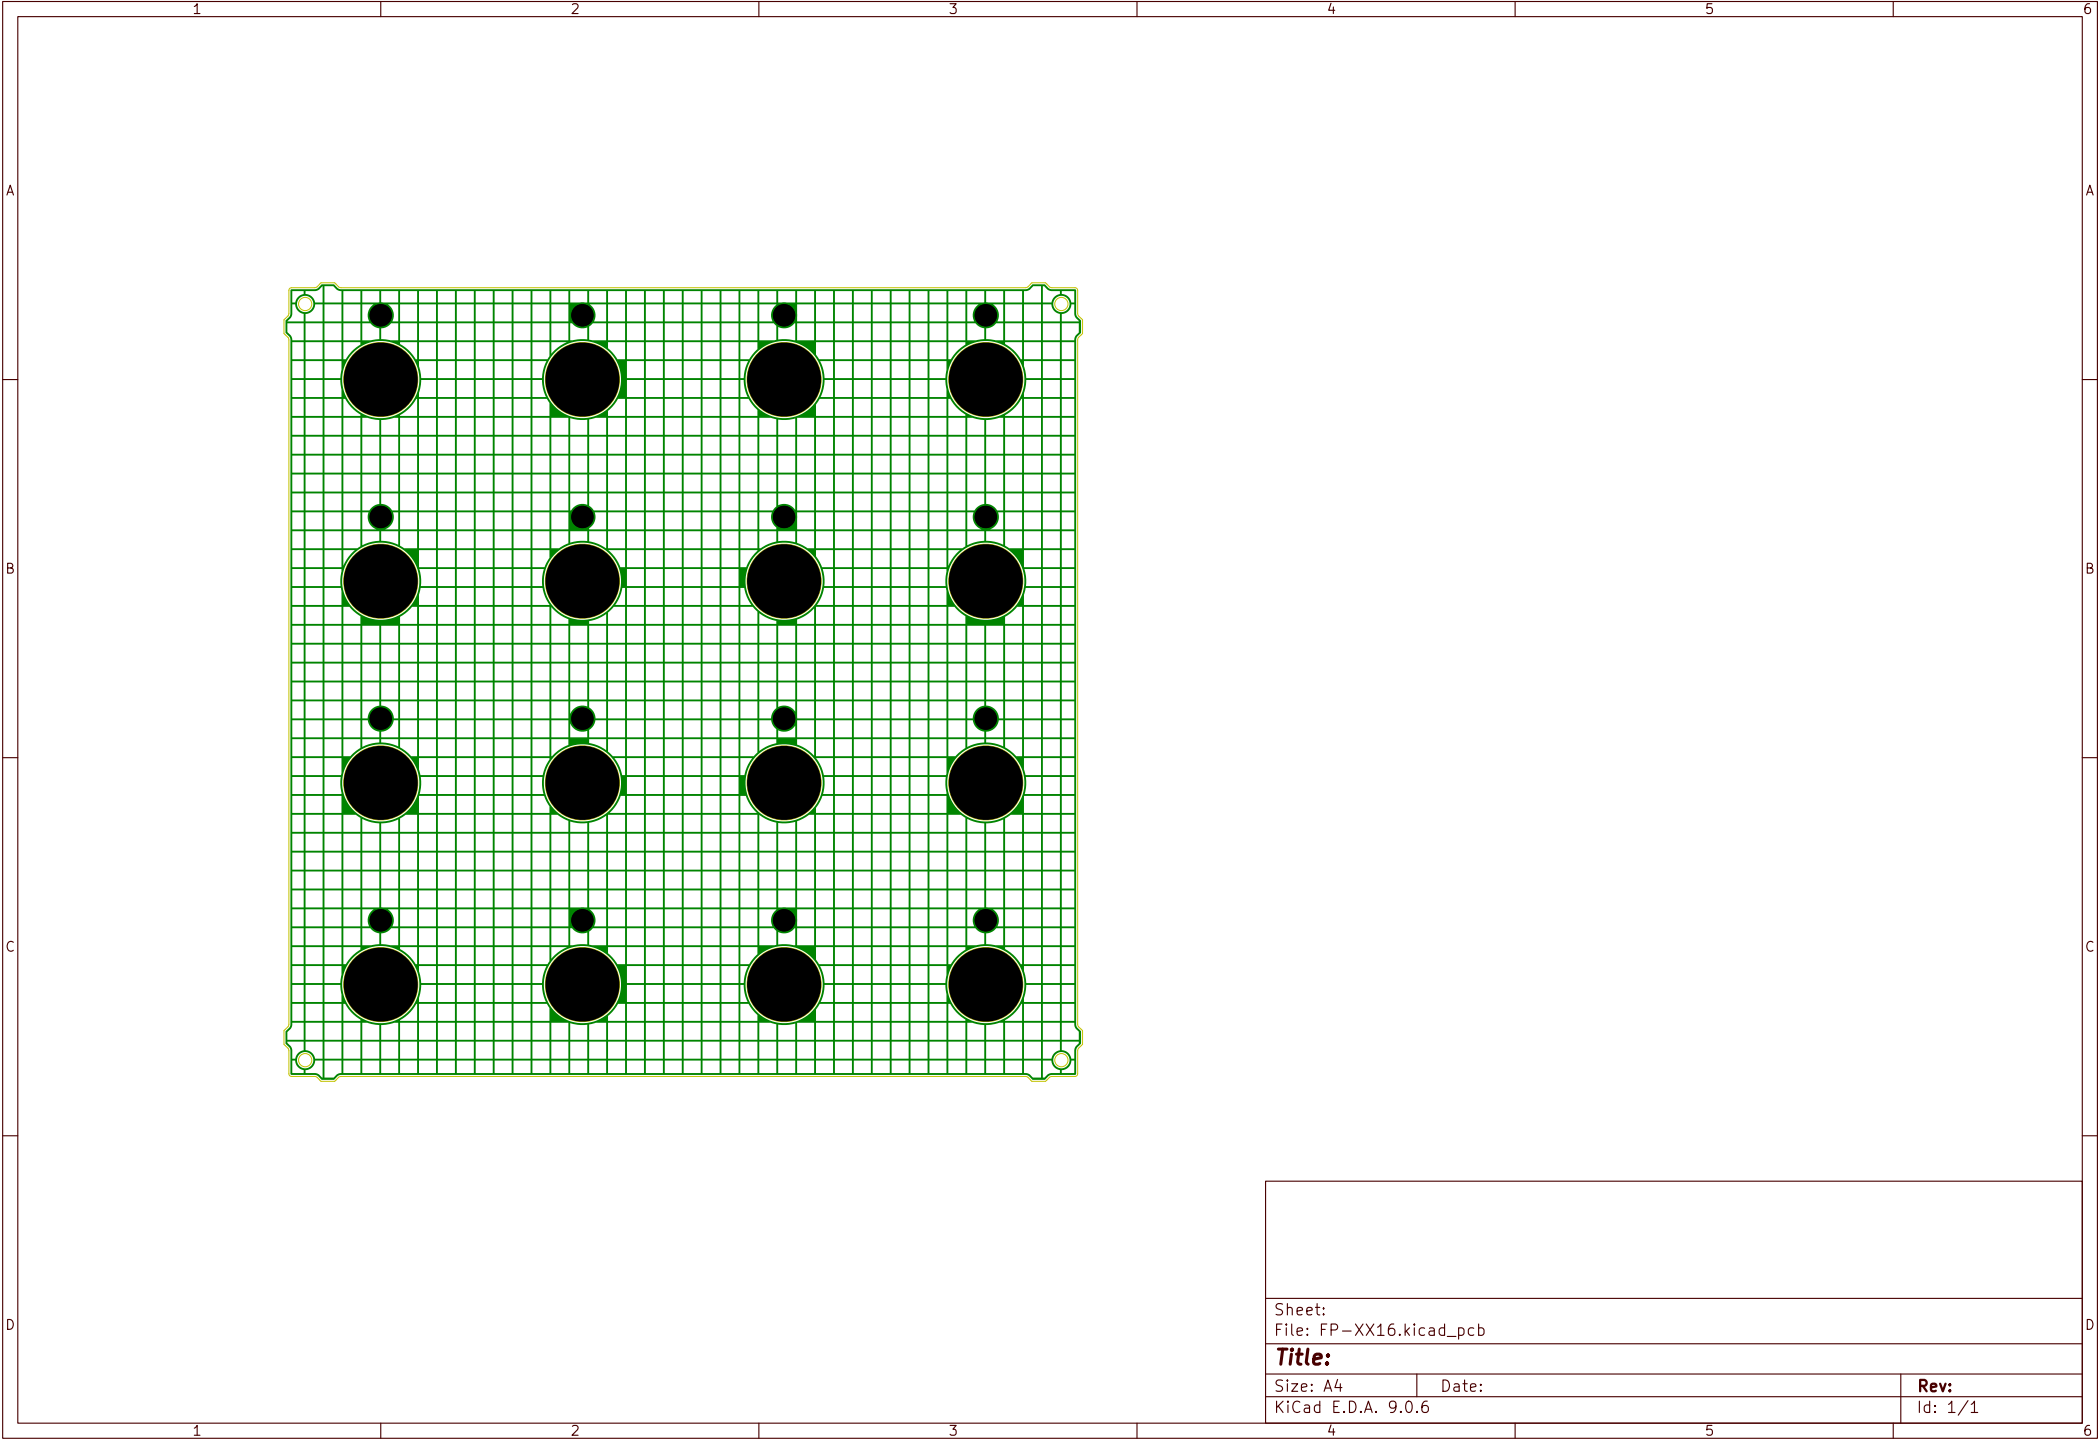 1 2 3 4 5 6
A A
B B
C C
D D
Sheet:
File: FP-XX16.kicad_pcb
Title:
Size: A4 Date: Rev:
KiCad E.D.A. 9.0.6 Id: 1/1
1 2 3 4 5 6